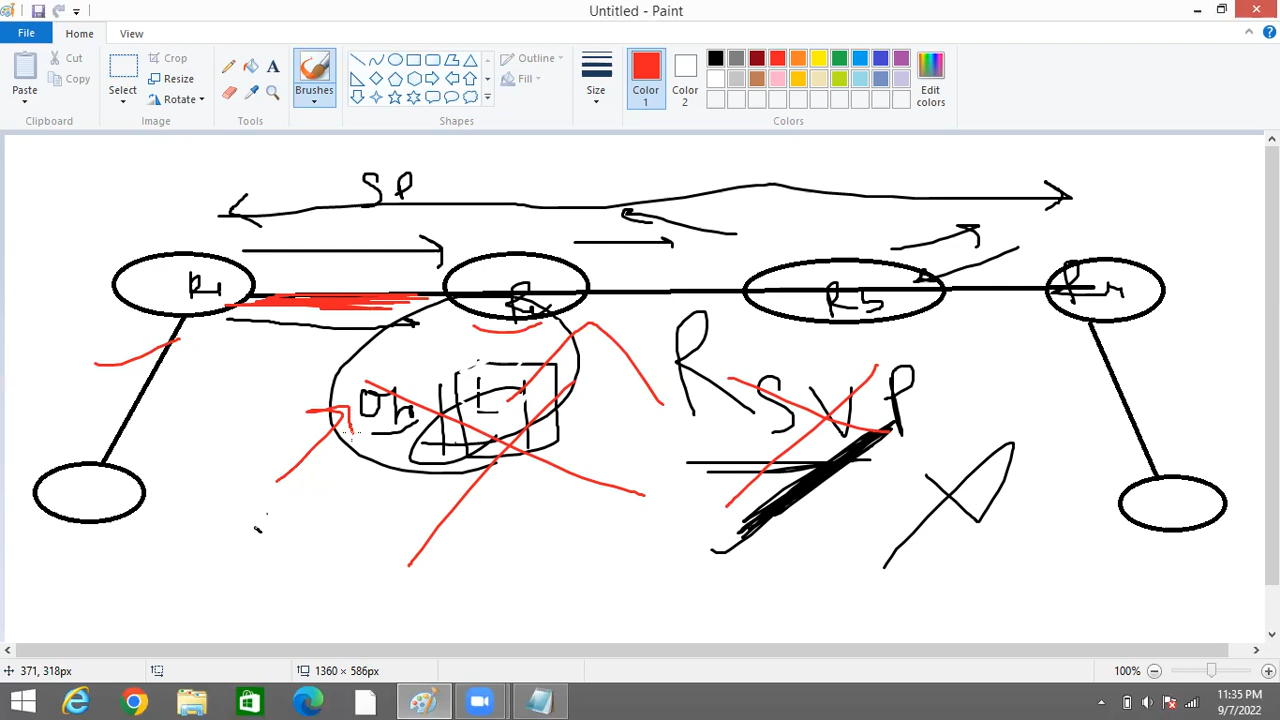 Untitled - Paint
File Home View
Paste
Cut
Copy
Clipboard
Select
Crop
Resize
Rotate
Image
A
Tools
Brushes
Shapes
Outline
Fill
Size
Color 1
Color 2
Edit colors
Colors
SP
R1
R5
R S V P
371, 318px
1360 × 586px
100%
11:35 PM
9/7/2022